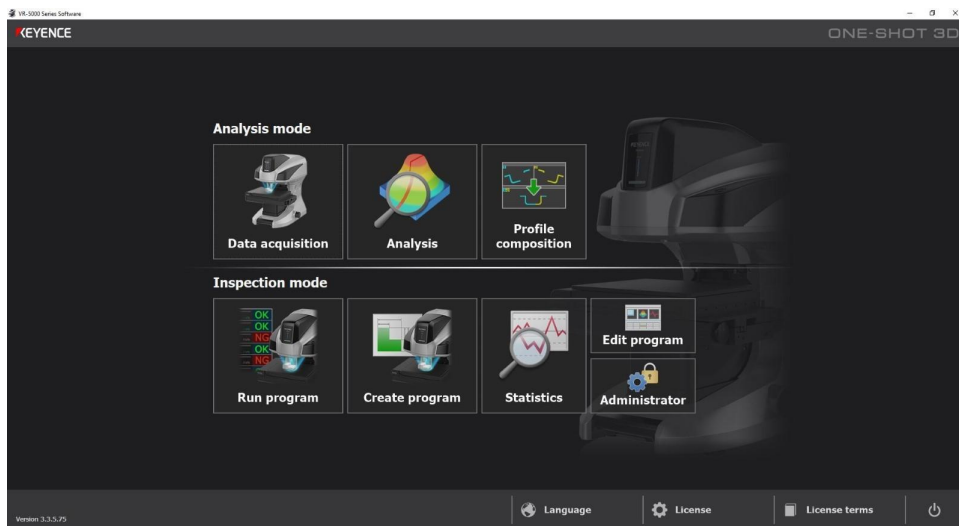 VR-5000 Series Software
KEYENCE
ONE-SHOT 3D
Analysis mode
Data acquisition
Analysis
Profile
composition
Inspection mode
OK
OK
NG
OK
NG
Run program
Create program
Statistics
Edit program
Administrator
Version 3.3.5.75
Language
License
License terms